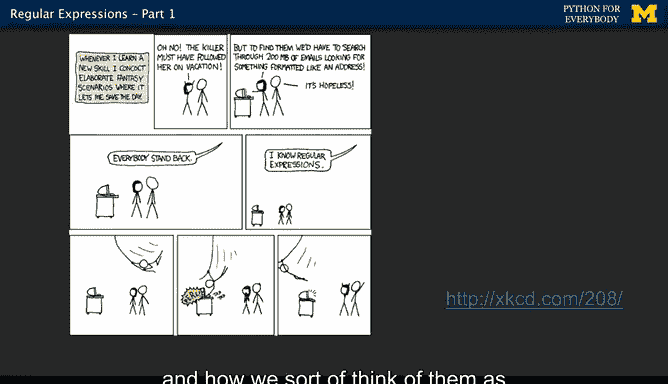 Regular Expressions - Part 1
PYTHON FOR
EVERYBODY
M
WHENEVER I LEARN A
NEW SKILL I CONCOCT
ELABORATE FANTASY
SCENARIOS WHERE IT
LETS ME SAVE THE DAY.
OH NO! THE KILLER
MUST HAVE FOLLOWED
HER ON VACATION!
BUT TO FIND THEM WE'D HAVE TO SEARCH
THROUGH 200 MB OF EMAILS LOOKING FOR
SOMETHING FORMATTED LIKE AN ADDRESS!
IT'S HOPELESS!
EVERYBODY STAND BACK.
I KNOW REGULAR
EXPRESSIONS.
http://xkcd.com/208/
and how we sort of think of them as